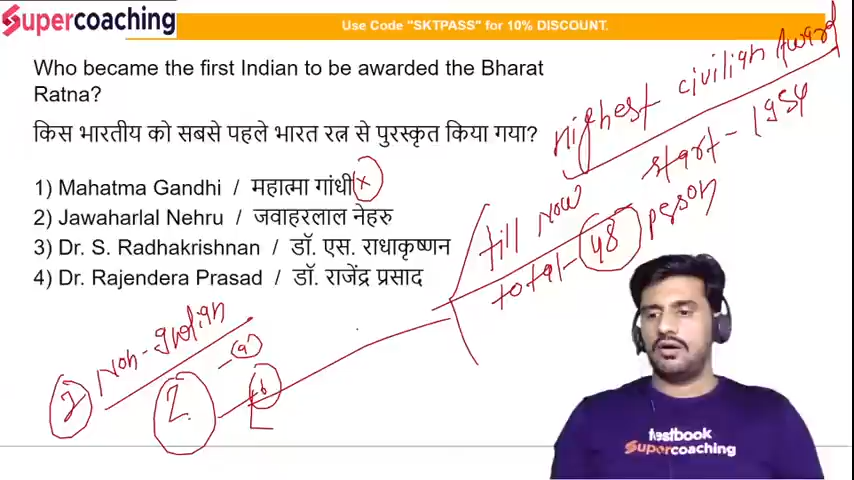 Supercoaching
Use Code "SKTPASS" for 10% DISCOUNT.
Who became the first Indian to be awarded the Bharat
Ratna?
किस भारतीय को सबसे पहले भारत रत्न से पुरस्कृत किया गया?
1) Mahatma Gandhi / महात्मा गांधी x
2) Jawaharlal Nehru / जवाहरलाल नेहरु
3) Dr. S. Radhakrishnan / डॉ. एस. राधाकृष्णन
4) Dr. Rajendera Prasad / डॉ. राजेंद्र प्रसाद
Highest civilian Award
start - 1954
till now
total - 48 person
2 Non-Indian
2 - a
b
testbook
Supercoaching